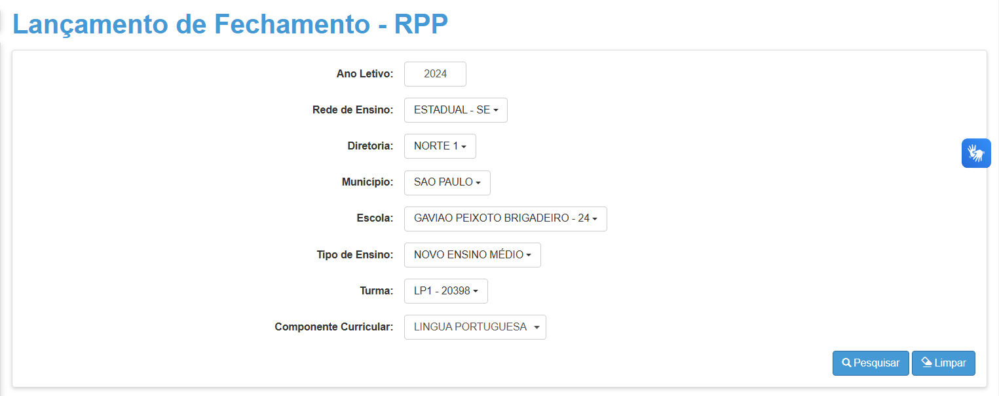 Lançamento de Fechamento - RPP
Ano Letivo: 2024
Rede de Ensino: ESTADUAL - SE
Diretoria: NORTE 1
Município: SAO PAULO
Escola: GAVIAO PEIXOTO BRIGADEIRO - 24
Tipo de Ensino: NOVO ENSINO MÉDIO
Turma: LP1 - 20398
Componente Curricular: LINGUA PORTUGUESA
Pesquisar Limpar